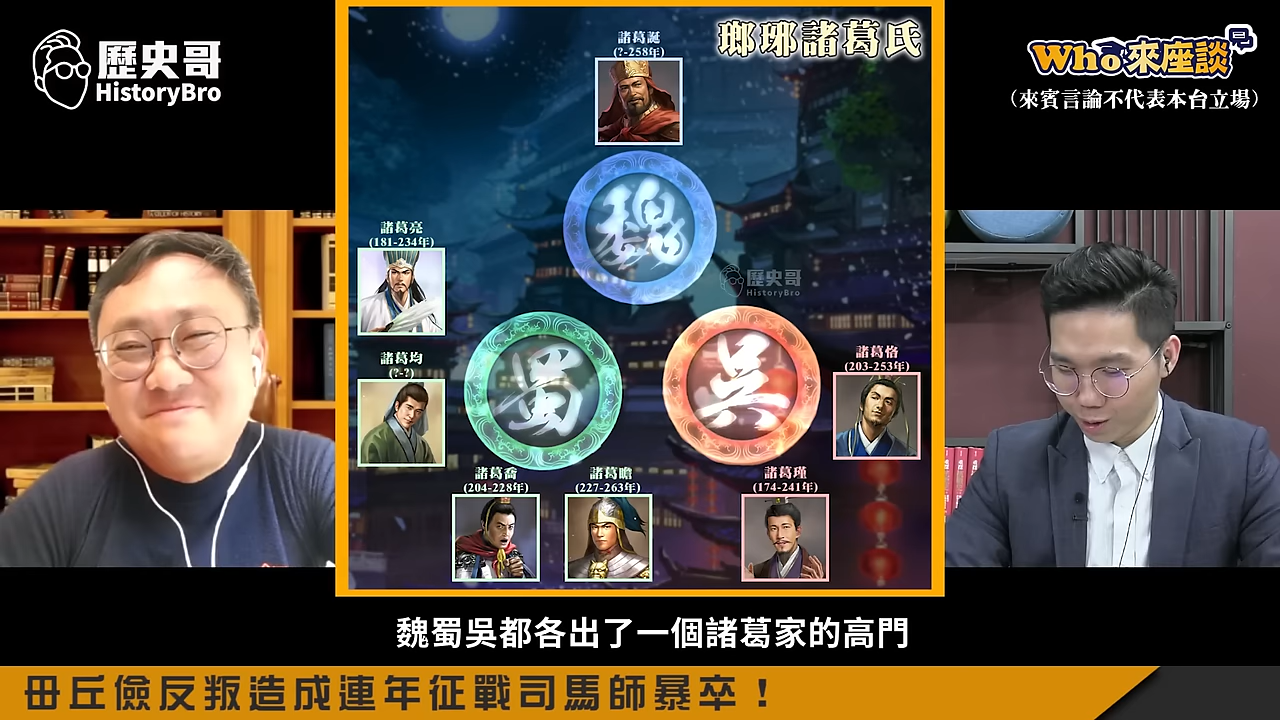 歷史哥
HistoryBro
瑯琊諸葛氏
Who來座談
(來賓言論不代表本台立場)
諸葛誕
(?-258年)
魏
諸葛亮
(181-234年)
歷史哥
HistoryBro
諸葛均
(?-?)
蜀
吳
諸葛恪
(203-253年)
諸葛喬
(204-228年)
諸葛瞻
(227-263年)
諸葛瑾
(174-241年)
魏蜀吳都各出了一個諸葛家的高門
毌丘儉反叛造成連年征戰司馬師暴卒！